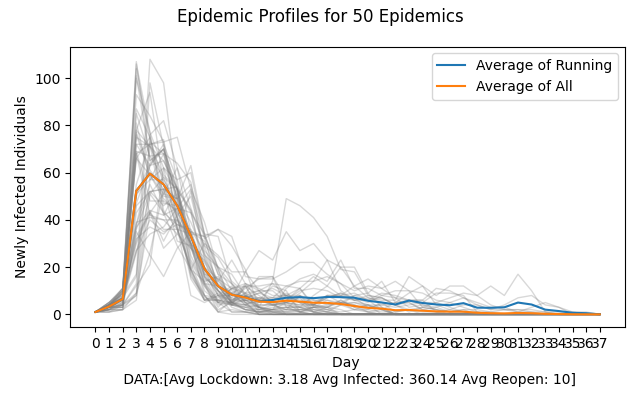 Epidemic Profiles for 50 Epidemics
Average of Running
Average of All
Newly Infected Individuals
100
80
60
40
20
0
0 1 2 3 4 5 6 7 8 9 10 11 12 13 14 15 16 17 18 19 20 21 22 23 24 25 26 27 28 29 30 31 32 33 34 35 36 37
Day
DATA:[Avg Lockdown: 3.18 Avg Infected: 360.14 Avg Reopen: 10]